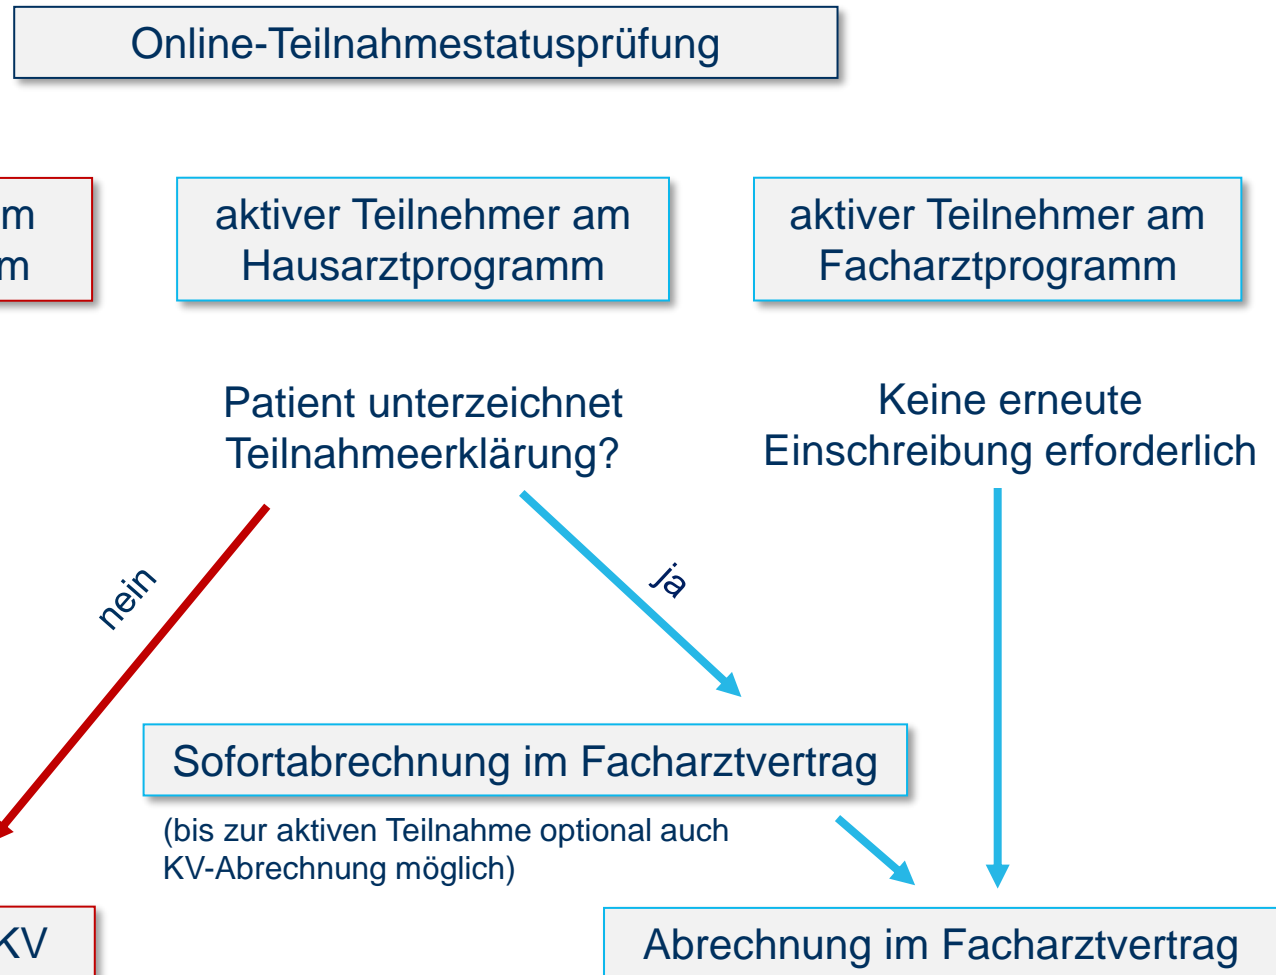 Online-Teilnahmestatusprüfung
m
m
aktiver Teilnehmer am
Hausarztprogramm
aktiver Teilnehmer am
Facharztprogramm
Patient unterzeichnet
Teilnahmeerklärung?
Keine erneute
Einschreibung erforderlich
nein
ja
Sofortabrechnung im Facharztvertrag
(bis zur aktiven Teilnahme optional auch
KV-Abrechnung möglich)
KV
Abrechnung im Facharztvertrag